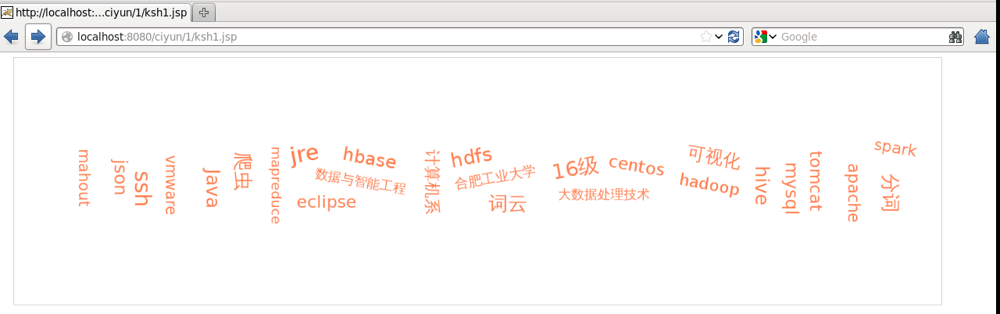 http://localhost:...ciyun/1/ksh1.jsp
localhost:8080/ciyun/1/ksh1.jsp
Google
mahout
json
ssh
vmware
Java
爬虫
mapreduce
jre
hbase
数据与智能工程
eclipse
计算机系
hdfs
合肥工业大学
词云
16级
centos
大数据处理技术
可视化
hadoop
hive
mysql
tomcat
apache
spark
分词